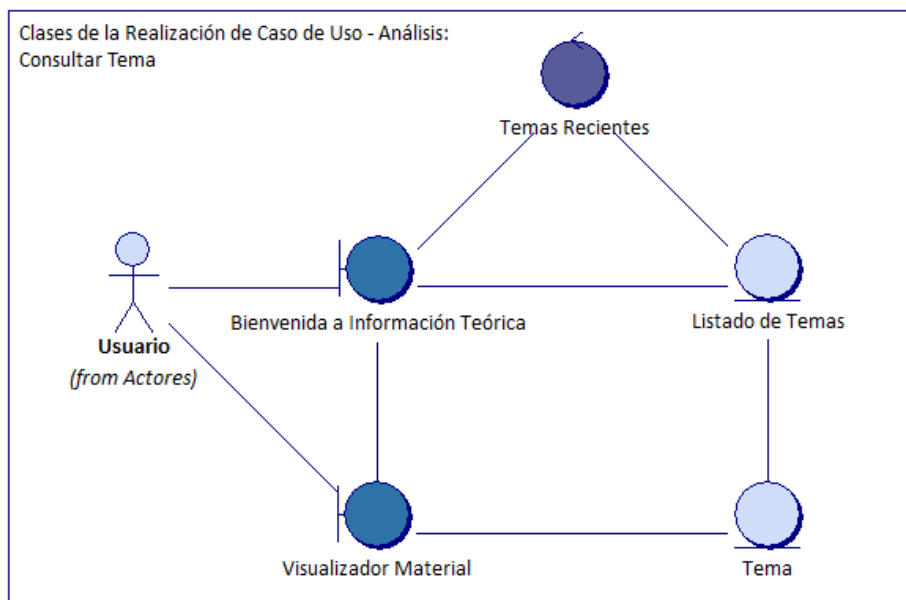 Clases de la Realización de Caso de Uso - Análisis:
Consultar Tema
Temas Recientes
Bienvenida a Información Teórica
Listado de Temas
Usuario
(from Actores)
Visualizador Material
Tema